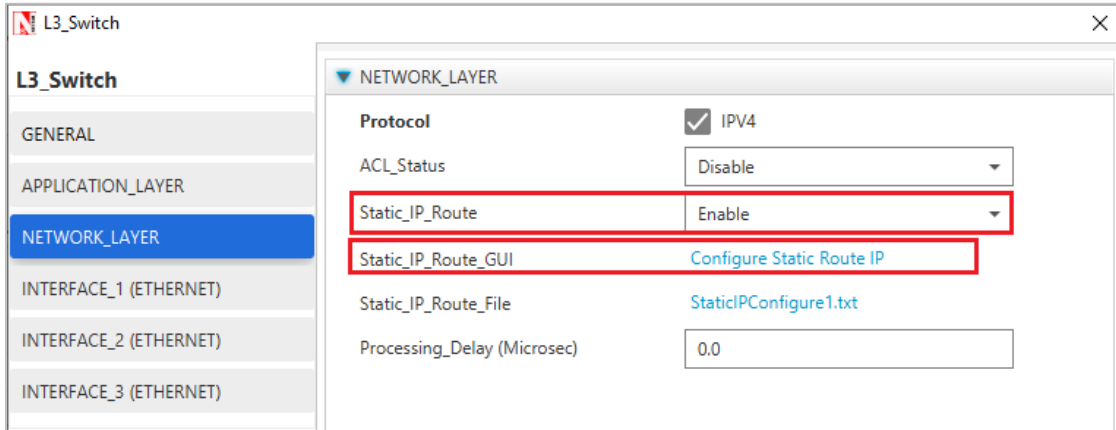 L3_Switch
L3_Switch
GENERAL
APPLICATION_LAYER
NETWORK_LAYER
INTERFACE_1 (ETHERNET)
INTERFACE_2 (ETHERNET)
INTERFACE_3 (ETHERNET)
NETWORK_LAYER
Protocol IPV4
ACL_Status Disable
Static_IP_Route Enable
Static_IP_Route_GUI Configure Static Route IP
Static_IP_Route_File StaticIPConfigure1.txt
Processing_Delay (Microsec) 0.0